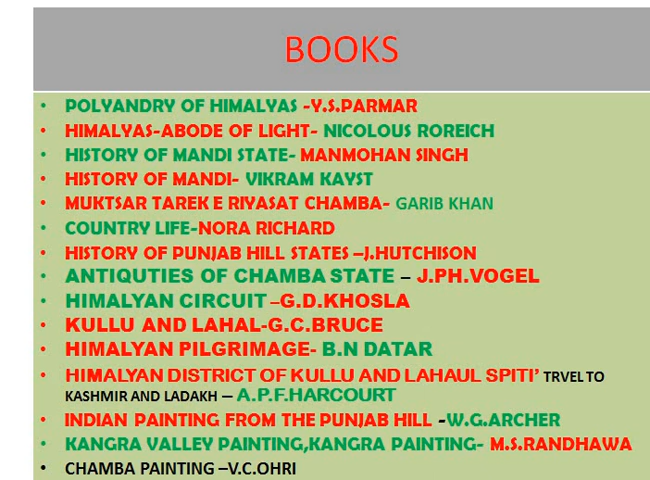 BOOKS
• POLYANDRY OF HIMALYAS -Y.S.PARMAR
• HIMALYAS-ABODE OF LIGHT- NICOLOUS ROREICH
• HISTORY OF MANDI STATE- MANMOHAN SINGH
• HISTORY OF MANDI- VIKRAM KAYST
• MUKTSAR TAREK E RIYASAT CHAMBA- GARIB KHAN
• COUNTRY LIFE-NORA RICHARD
• HISTORY OF PUNJAB HILL STATES –J.HUTCHISON
• ANTIQUTIES OF CHAMBA STATE – J.PH.VOGEL
• HIMALYAN CIRCUIT –G.D.KHOSLA
• KULLU AND LAHAL-G.C.BRUCE
• HIMALYAN PILGRIMAGE- B.N DATAR
• HIMALYAN DISTRICT OF KULLU AND LAHAUL SPITI’ TRVEL TO
KASHMIR AND LADAKH – A.P.F.HARCOURT
• INDIAN PAINTING FROM THE PUNJAB HILL -W.G.ARCHER
• KANGRA VALLEY PAINTING,KANGRA PAINTING- M.S.RANDHAWA
• CHAMBA PAINTING –V.C.OHRI